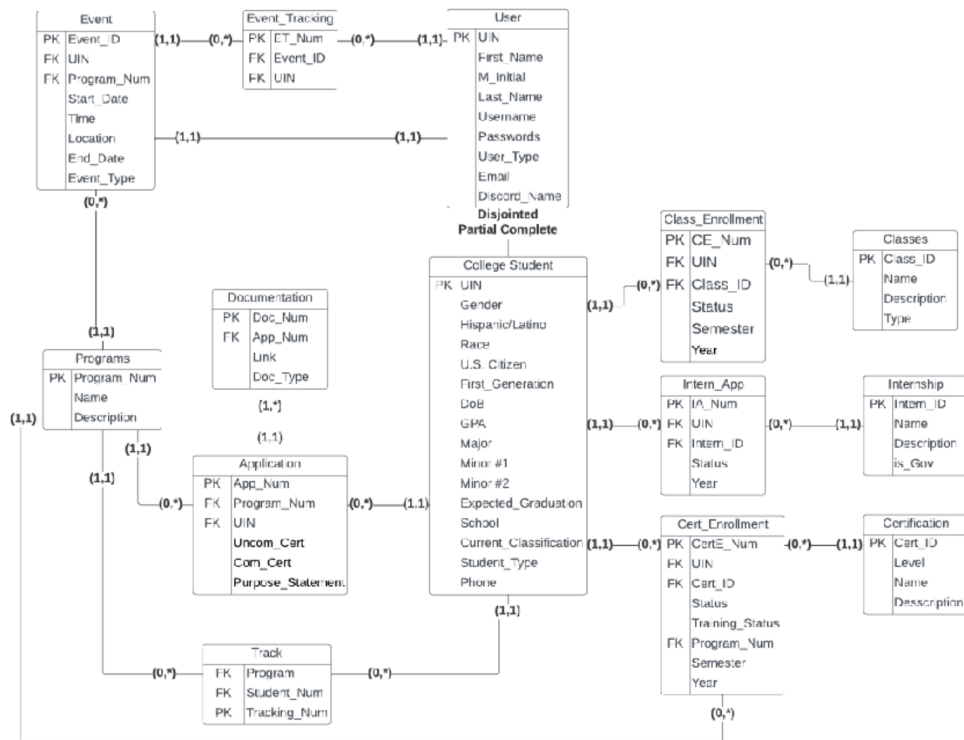 Event
PK Event_ID
FK UIN
FK Program_Num
Start_Date
Time
Location
End_Date
Event_Type
(1,1) (0,*)
Event_Tracking
PK ET_Num
FK Event_ID
FK UIN
(0,*) (1,1)
User
PK UIN
First_Name
M_Initial
Last_Name
Username
Passwords
User_Type
Email
Discord_Name
(1,1) (1,1)
Disjointed
Partial Complete
(0,*)
(1,1)
College Student
PK UIN
Gender
Hispanic/Latino
Race
U.S. Citizen
First_Generation
DoB
GPA
Major
Minor #1
Minor #2
Expected_Graduation
School
Current_Classification
Student_Type
Phone
(1,1) (0,*)
Class_Enrollment
PK CE_Num
FK UIN
FK Class_ID
Status
Semester
Year
(0,*) (1,1)
Classes
PK Class_ID
Name
Description
Type
Documentation
PK Doc_Num
FK App_Num
Link
Doc_Type
(1,*)
(1,1)
Programs
PK Program_Num
Name
Description
(1,1)
(1,1)
(1,1)
(1,1) (0,*)
Intern_App
PK IA_Num
FK UIN
FK Intern_ID
Status
Year
(0,*) (1,1)
Internship
PK Intern_ID
Name
Description
is_Gov
(0,*)
Application
PK App_Num
FK Program_Num
FK UIN
Uncom_Cert
Com_Cert
Purpose_Statement
(0,*) (1,1)
(1,1) (0,*)
Cert_Enrollment
PK CertE_Num
FK UIN
FK Cert_ID
Status
Training_Status
FK Program_Num
Semester
Year
(0,*) (1,1)
Certification
PK Cert_ID
Level
Name
Desscription
(1,1)
(0,*)
Track
FK Program
FK Student_Num
PK Tracking_Num
(0,*)
(0,*)